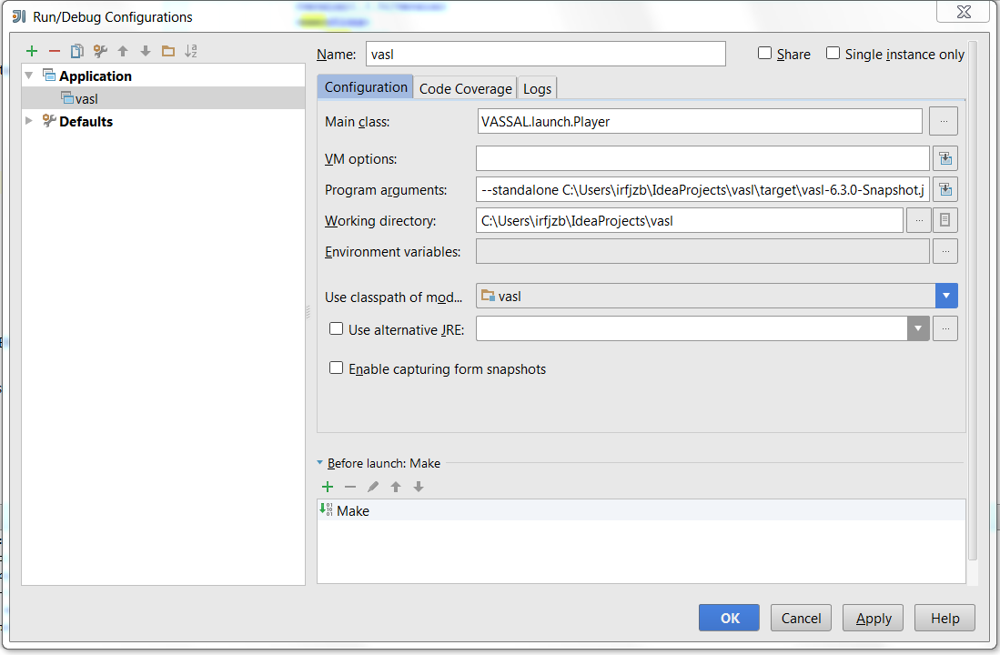 Run/Debug Configurations
Application
vasl
Defaults
Name: vasl Share Single instance only
Configuration Code Coverage Logs
Main class: VASSAL.launch.Player ...
VM options:
Program arguments: --standalone C:\Users\irfjzb\IdeaProjects\vasl\target\vasl-6.3.0-Snapshot.j
Working directory: C:\Users\irfjzb\IdeaProjects\vasl ...
Environment variables: ...
Use classpath of mod... vasl
Use alternative JRE: ...
Enable capturing form snapshots
Before launch: Make
Make
OK Cancel Apply Help